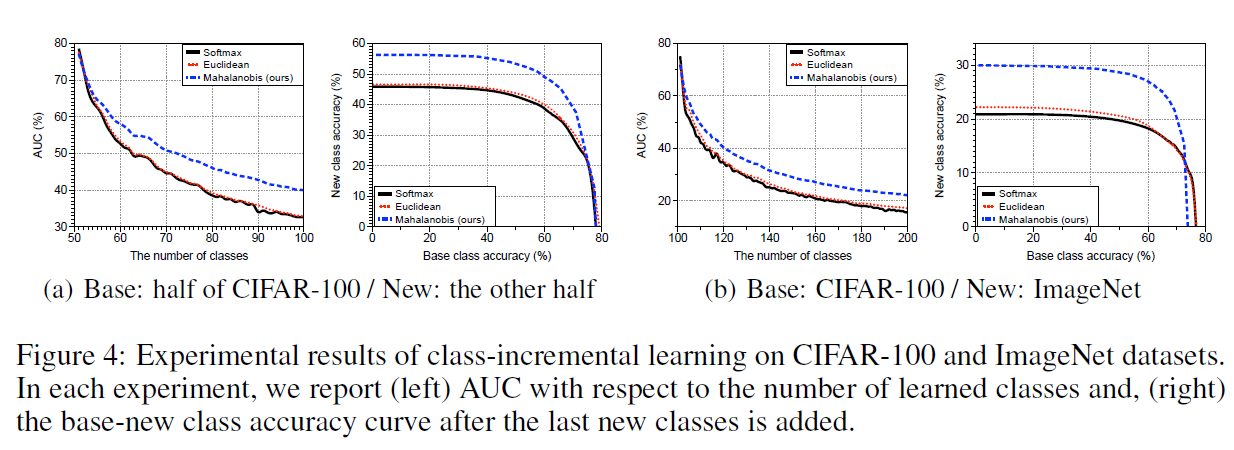 80
70
60
50
40
30
AUC (%)
50 60 70 80 90 100
The number of classes
Softmax
Euclidean
Mahalanobis (ours)
60
50
40
30
20
10
0
New class accuracy (%)
0 20 40 60 80
Base class accuracy (%)
Softmax
Euclidean
Mahalanobis (ours)
(a) Base: half of CIFAR-100 / New: the other half
80
60
40
20
AUC (%)
100 120 140 160 180 200
The number of classes
Softmax
Euclidean
Mahalanobis (ours)
30
20
10
0
New class accuracy (%)
0 20 40 60 80
Base class accuracy (%)
Softmax
Euclidean
Mahalanobis (ours)
(b) Base: CIFAR-100 / New: ImageNet
Figure 4: Experimental results of class-incremental learning on CIFAR-100 and ImageNet datasets.
In each experiment, we report (left) AUC with respect to the number of learned classes and, (right)
the base-new class accuracy curve after the last new classes is added.